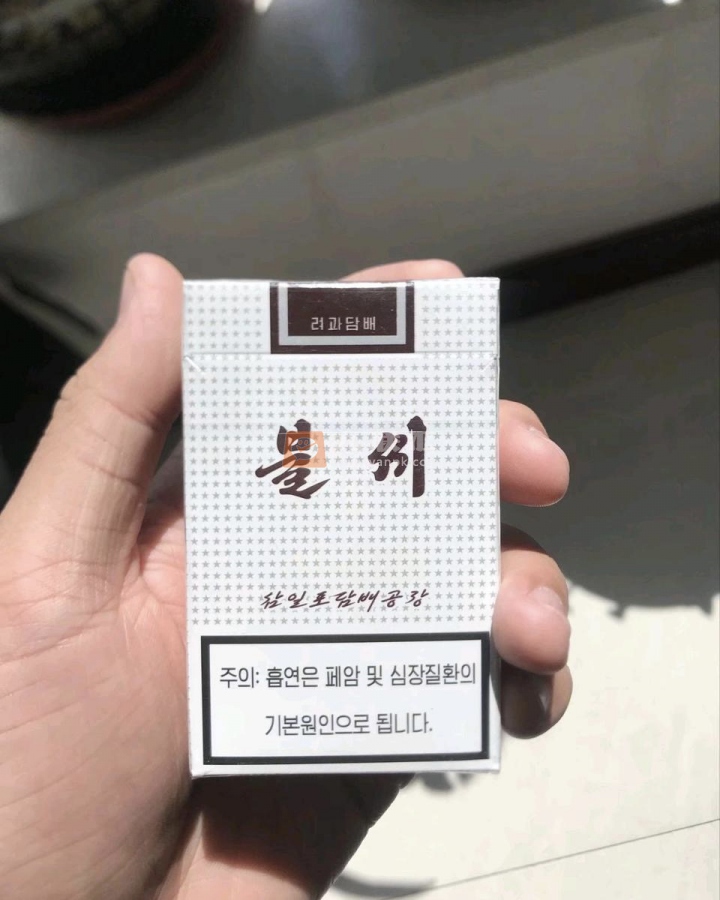 려과담배
불씨
삼일포담배공장
주의: 흡연은 페암 및 심장질환의
기본원인으로 됩니다.